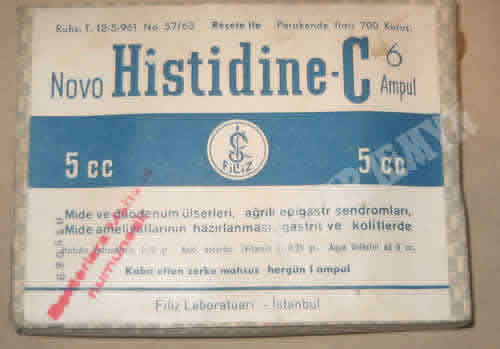 Ruhs. T. 12-5-961 No 57/63 Reçete ile Perakende fiatı 700 Kuruş.
Novo Histidine-C 6 Ampul
5 cc FİLİZ 5 cc
Mide ve duodenum ülserleri, ağrılı epigastr sendromları,
Mide ameliyatlarının hazırlanması, gastrit ve kolitlerde
Kaba etten zerke mahsus hergün 1 ampul
Filiz Laboratuarı - İstanbul